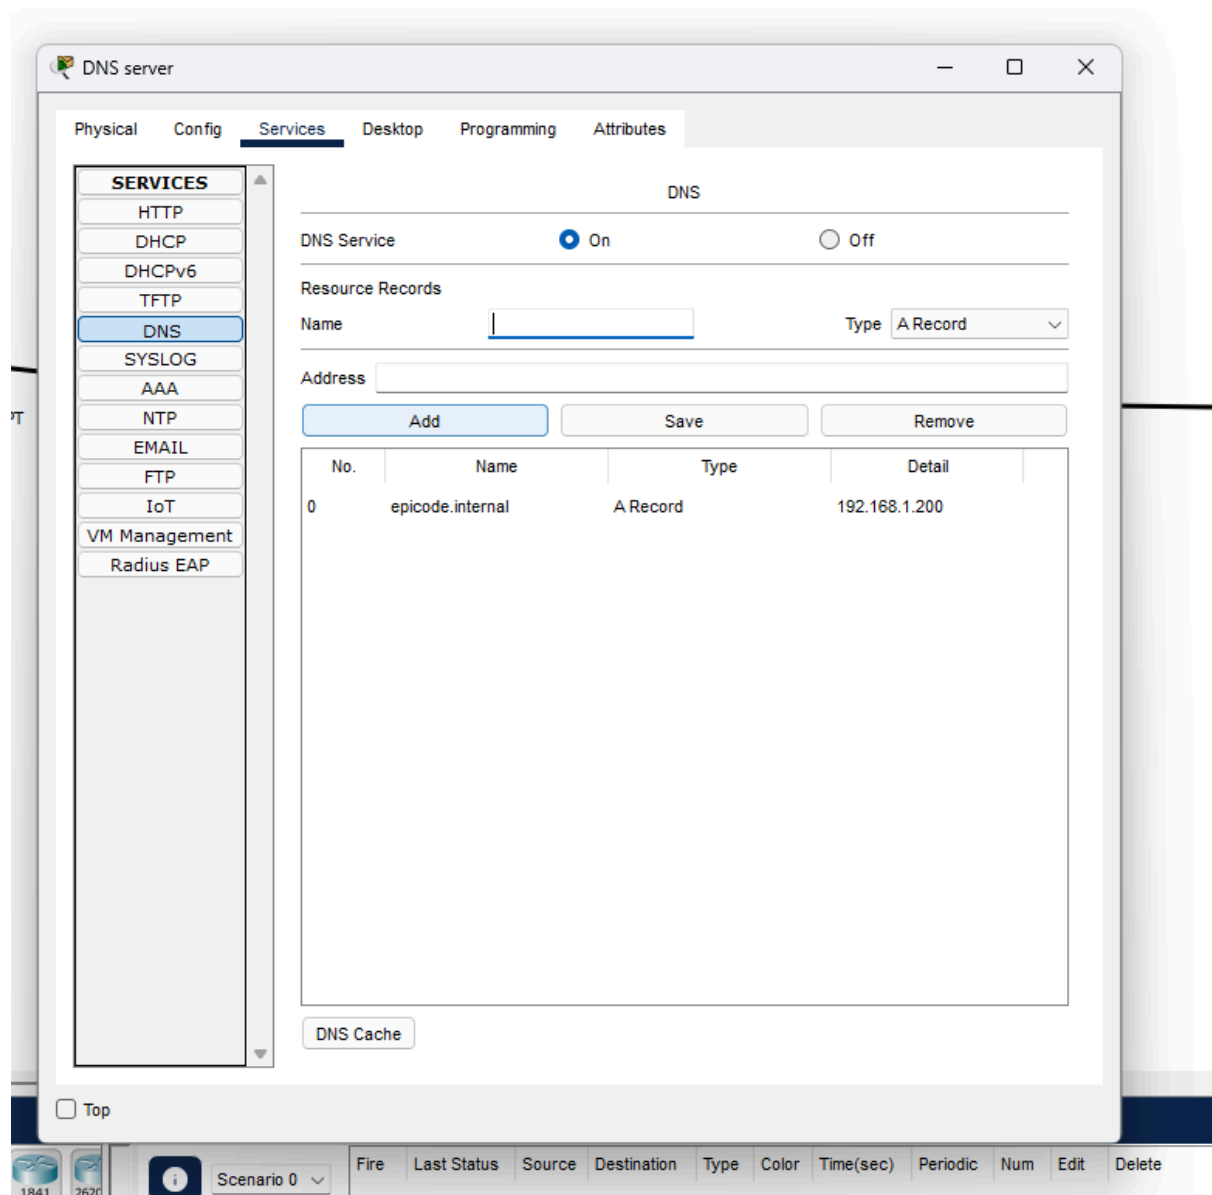 DNS server
Physical Config Services Desktop Programming Attributes
SERVICES
HTTP
DHCP
DHCPv6
TFTP
DNS
SYSLOG
AAA
NTP
EMAIL
FTP
IoT
VM Management
Radius EAP
DNS
DNS Service On Off
Resource Records
Name Type A Record
Address
Add Save Remove
No. Name Type Detail
0 epicode.internal A Record 192.168.1.200
DNS Cache
Top
PT
1841 2620
Scenario 0
Fire Last Status Source Destination Type Color Time(sec) Periodic Num Edit Delete